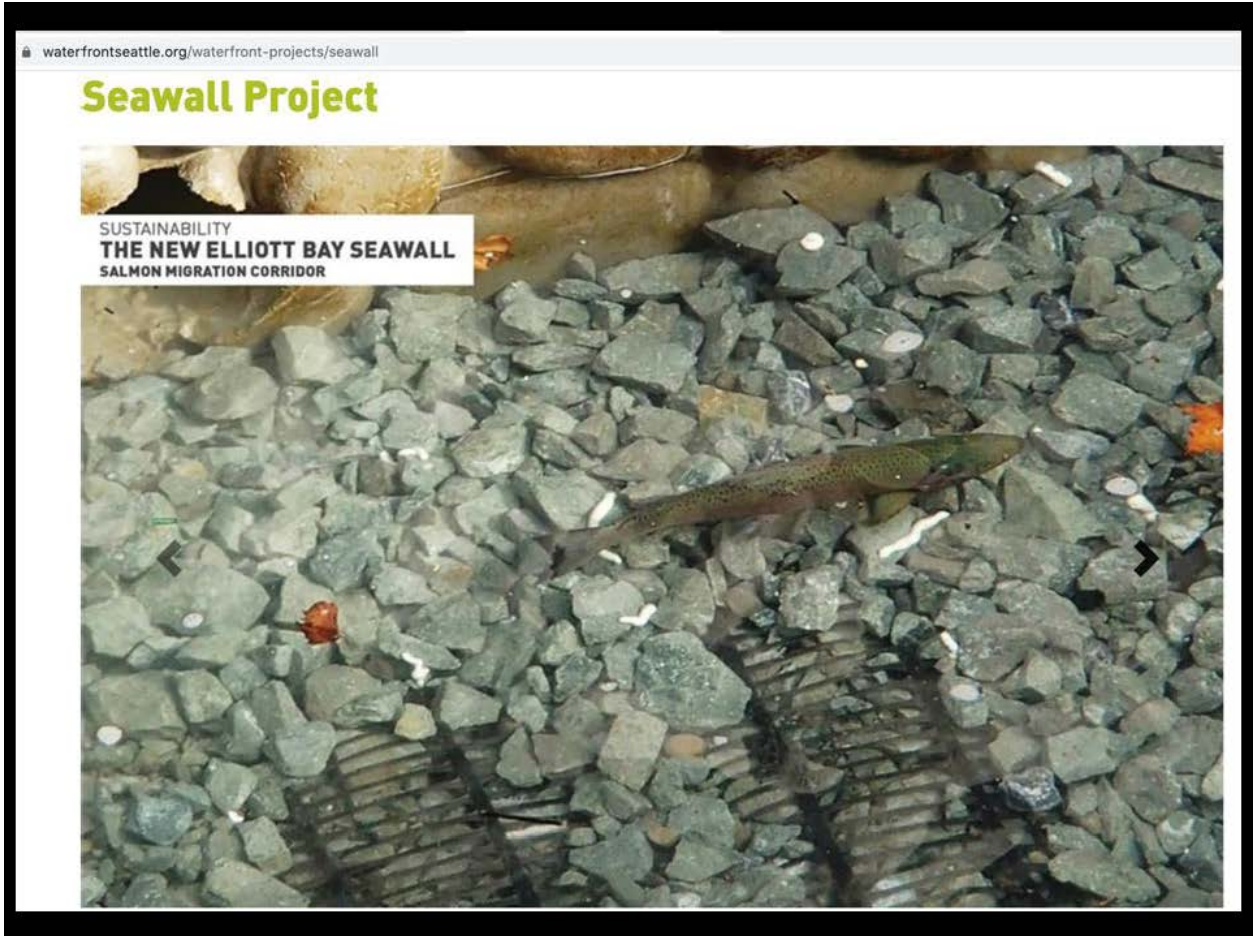 waterfrontseattle.org/waterfront-projects/seawall
Seawall Project
SUSTAINABILITY
THE NEW ELLIOTT BAY SEAWALL
SALMON MIGRATION CORRIDOR